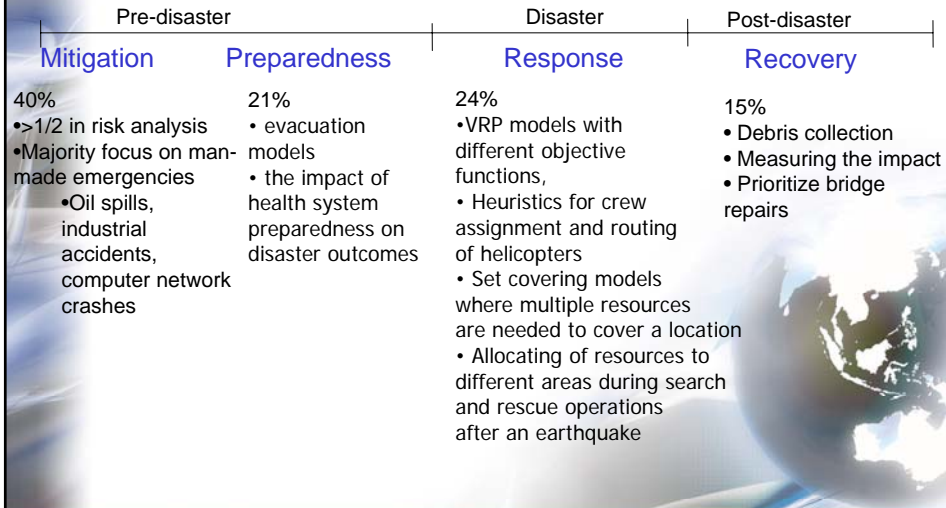 Pre-disaster
Disaster
Post-disaster
Mitigation
Preparedness
Response
Recovery
40%
•>1/2 in risk analysis
•Majority focus on man-
made emergencies
•Oil spills,
industrial
accidents,
computer network
crashes
21%
• evacuation
models
• the impact of
health system
preparedness on
disaster outcomes
24%
•VRP models with
different objective
functions,
• Heuristics for crew
assignment and routing
of helicopters
• Set covering models
where multiple resources
are needed to cover a location
• Allocating of resources to
different areas during search
and rescue operations
after an earthquake
15%
• Debris collection
• Measuring the impact
• Prioritize bridge
repairs